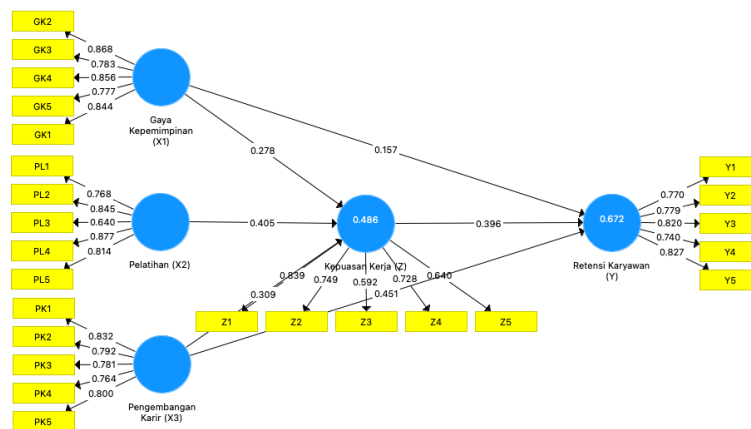 GK2
GK3
GK4
GK5
GK1
0.868
0.783
0.856
0.777
0.844
Gaya
Kepemimpinan
(X1)
0.278
0.157
PL1
PL2
PL3
PL4
PL5
0.768
0.845
0.640
0.877
0.814
Pelatihan (X2)
0.405
0.486
Kepuasan Kerja (Z)
0.396
0.672
Retensi Karyawan
(Y)
0.770
0.779
0.820
0.740
0.827
Y1
Y2
Y3
Y4
Y5
0.839
0.749
0.592
0.728
0.640
0.309
0.451
Z1
Z2
Z3
Z4
Z5
PK1
PK2
PK3
PK4
PK5
0.832
0.792
0.781
0.764
0.800
Pengembangan
Karir (X3)